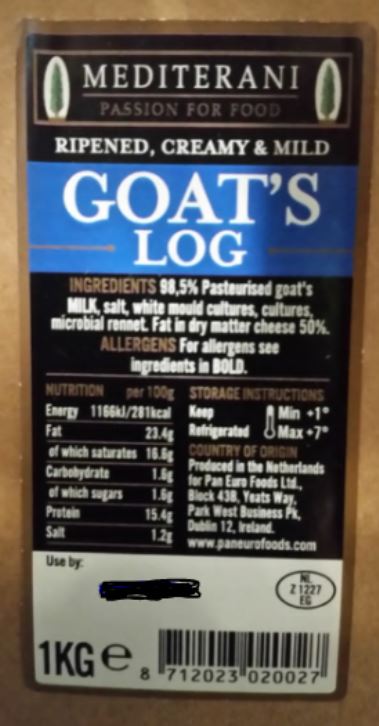 MEDITERANI
PASSION FOR FOOD
RIPENED, CREAMY & MILD
GOAT'S
LOG
INGREDIENTS 98,5% Pasteurised goat's
MILK, salt, white mould cultures, cultures,
microbial rennet. Fat in dry matter cheese 50%.
ALLERGENS For allergens see
ingredients in BOLD.
NUTRITION per 100g
Energy 1166kJ/281kcal
Fat 23.4g
of which saturates 16.6g
Carbohydrate 1.6g
of which sugars 1.6g
Protein 15.4g
Salt 1.2g
STORAGE INSTRUCTIONS
Keep Min +1°
Refrigerated Max +7°
COUNTRY OF ORIGIN
Produced in the Netherlands
for Pan Euro Foods Ltd.,
Block 43B, Yeats Way,
Park West Business Pk,
Dublin 12, Ireland.
www.paneurofoods.com
Use by:
NL
Z 1227
EG
1KG e
8 712023 020027